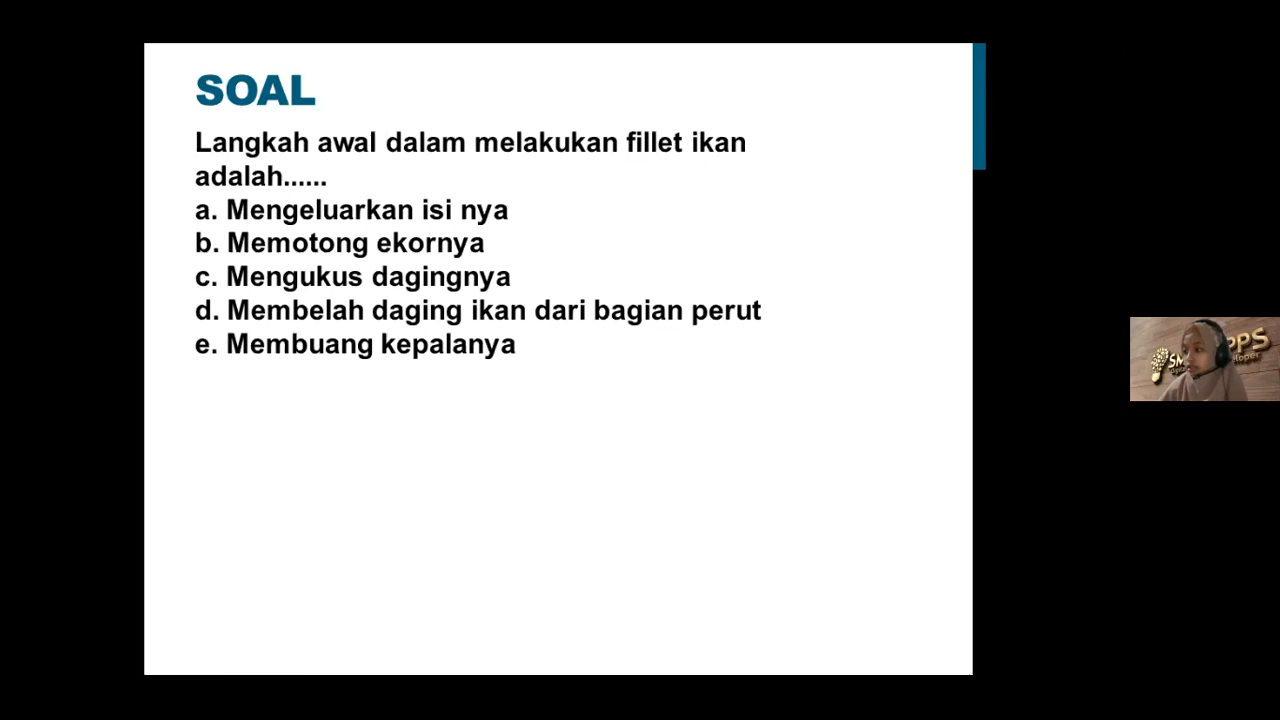 SOAL
Langkah awal dalam melakukan fillet ikan
adalah......
a. Mengeluarkan isi nya
b. Memotong ekornya
c. Mengukus dagingnya
d. Membelah daging ikan dari bagian perut
e. Membuang kepalanya